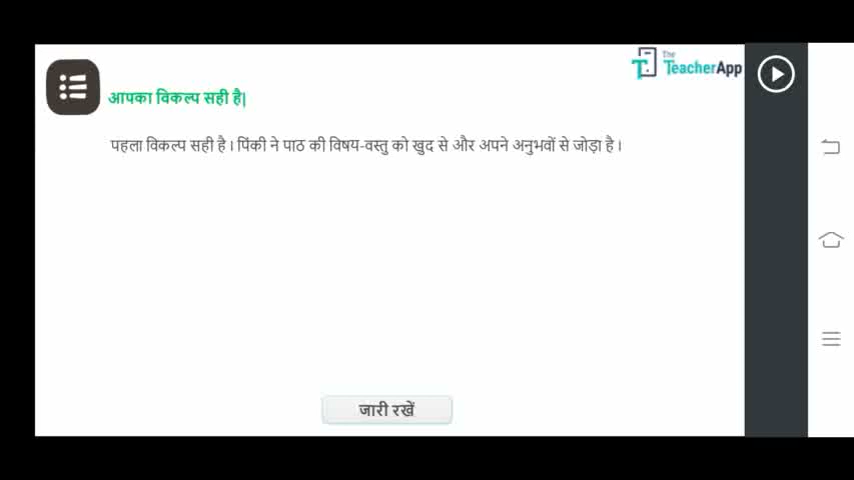 The
TeacherApp
आपका विकल्प सही है|
पहला विकल्प सही है । पिंकी ने पाठ की विषय-वस्तु को खुद से और अपने अनुभवों से जोड़ा है ।
जारी रखें